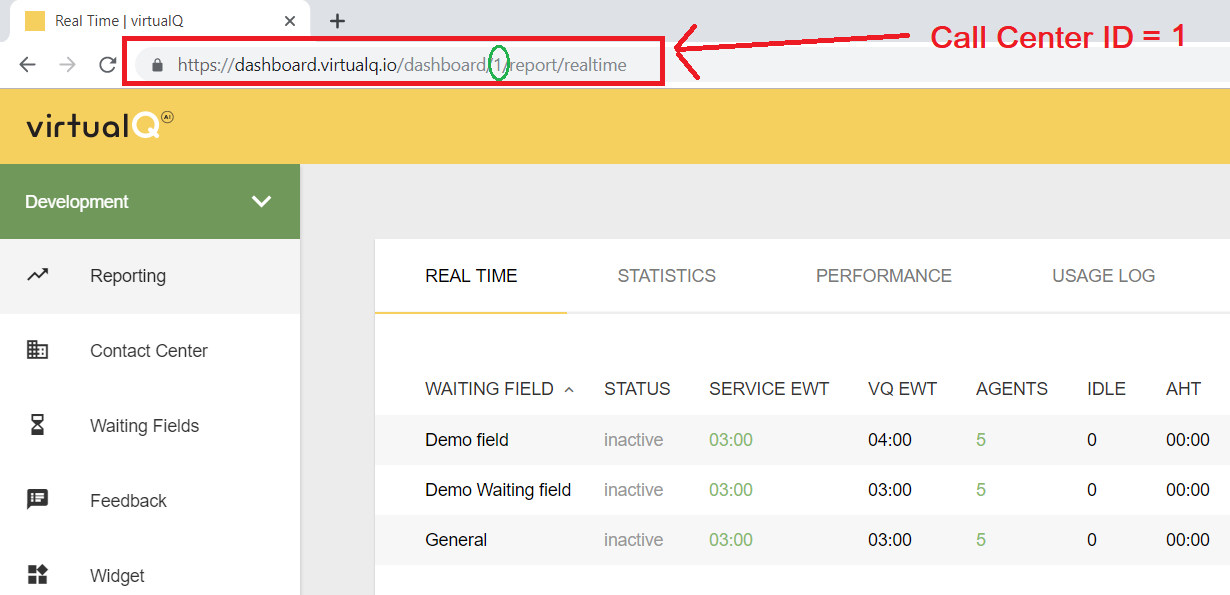 Real Time | virtualQ
Call Center ID = 1
https://dashboard.virtualq.io/dashboard/1/report/realtime
virtualQ AI
Development
Reporting
REAL TIME STATISTICS PERFORMANCE USAGE LOG
Contact Center
WAITING FIELD STATUS SERVICE EWT VQ EWT AGENTS IDLE AHT
Waiting Fields
Demo field inactive 03:00 04:00 5 0 00:00
Demo Waiting field inactive 03:00 03:00 5 0 00:00
Feedback
General inactive 03:00 03:00 5 0 00:00
Widget